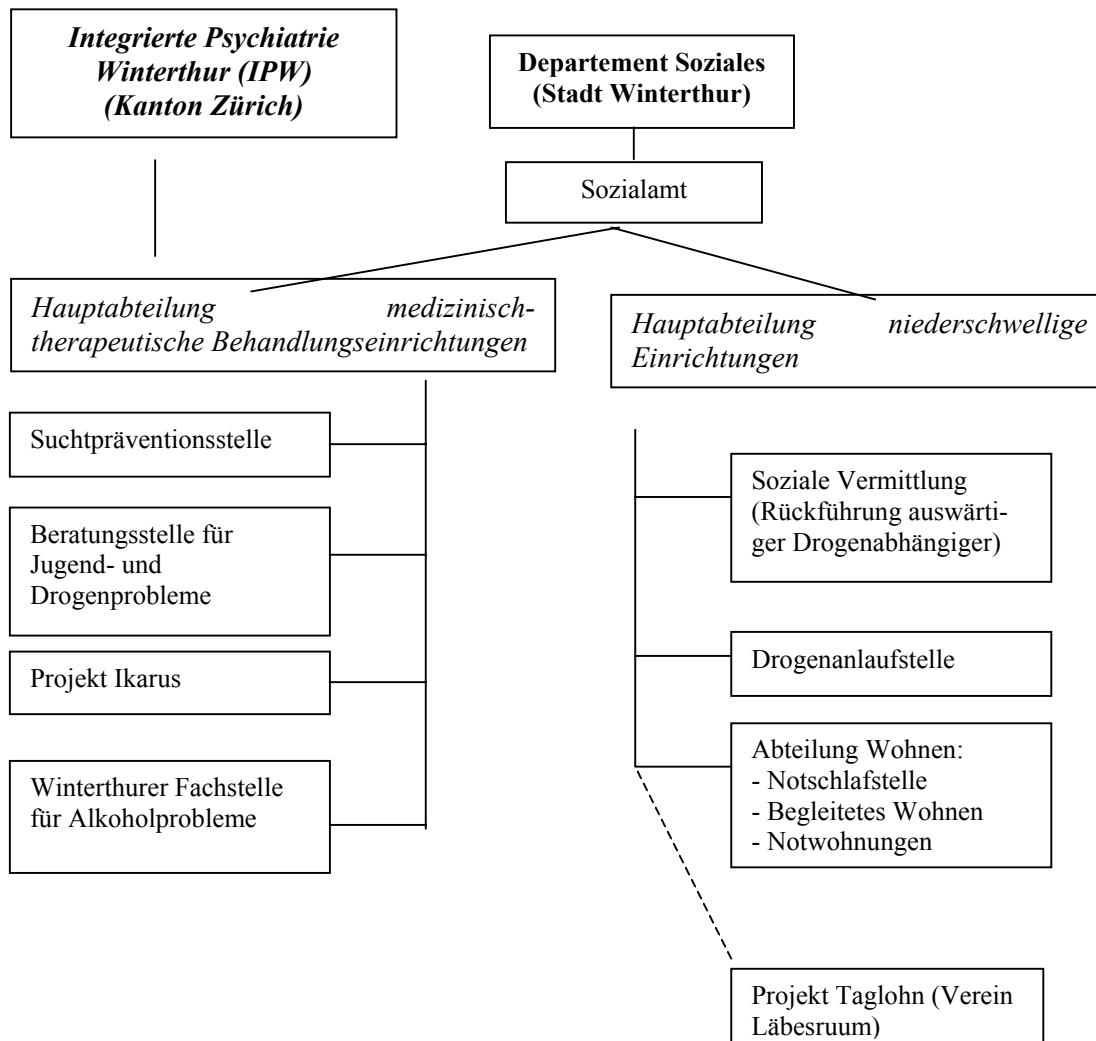 Integrierte Psychiatrie
Winterthur (IPW)
(Kanton Zürich)
Departement Soziales
(Stadt Winterthur)
Sozialamt
Hauptabteilung medizinisch-
therapeutische Behandlungseinrichtungen
Hauptabteilung niederschwellige
Einrichtungen
Suchtpräventionsstelle
Beratungsstelle für
Jugend- und
Drogenprobleme
Projekt Ikarus
Winterthurer Fachstelle
für Alkoholprobleme
Soziale Vermittlung
(Rückführung auswärti-
ger Drogenabhängiger)
Drogenanlaufstelle
Abteilung Wohnen:
- Notschlafstelle
- Begleitetes Wohnen
- Notwohnungen
Projekt Taglohn (Verein
Läbesruum)